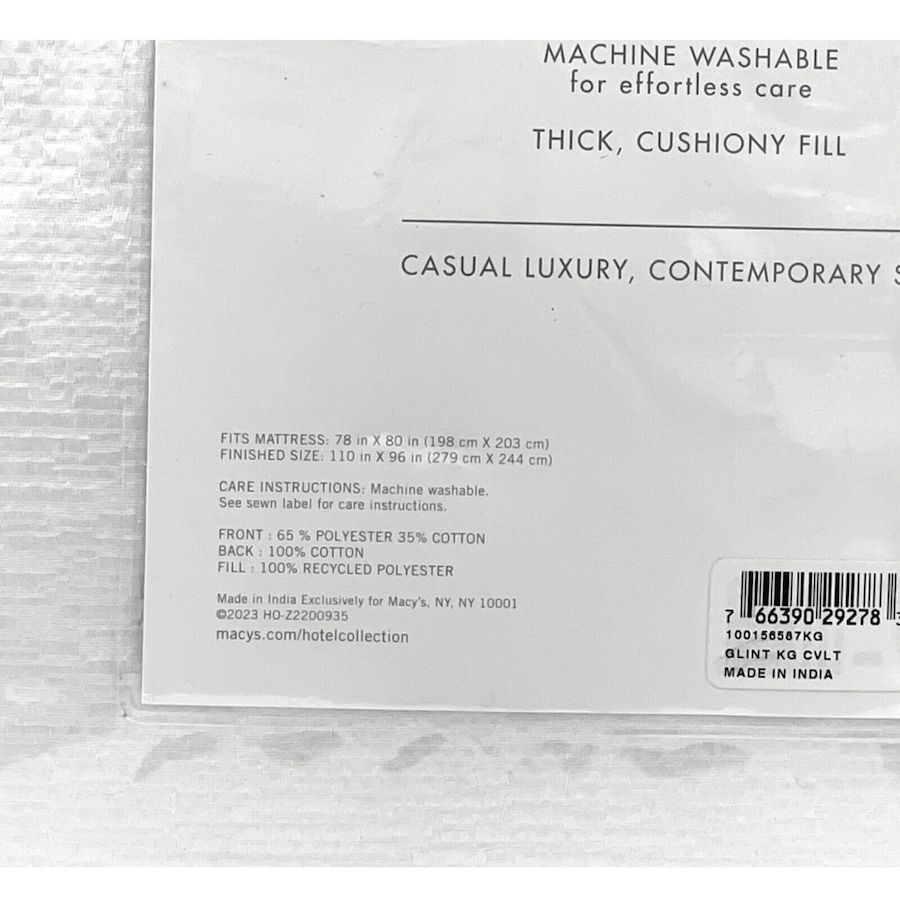 MACHINE WASHABLE
for effortless care
THICK, CUSHIONY FILL
CASUAL LUXURY, CONTEMPORARY
FITS MATTRESS: 78 in X 80 in (198 cm X 203 cm)
FINISHED SIZE: 110 in X 96 in (279 cm X 244 cm)
CARE INSTRUCTIONS: Machine washable.
See sewn label for care instructions.
FRONT : 65 % POLYESTER 35% COTTON
BACK : 100% COTTON
FILL : 100% RECYCLED POLYESTER
Made in India Exclusively for Macy's, NY, NY 10001
©2023 HO-Z2200935
macys.com/hotelcollection
7 66390 29278
100156587KG
GLINT KG CVLT
MADE IN INDIA